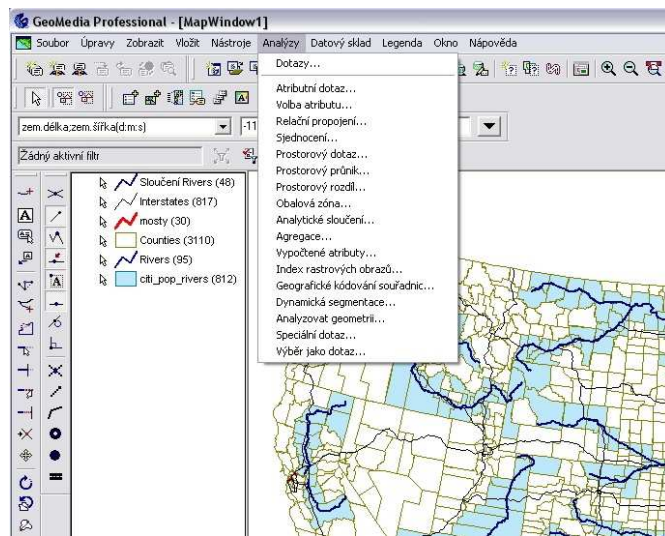 GeoMedia Professional - [MapWindow1]
Soubor Úpravy Zobrazit Vložit Nástroje Analýzy Datový sklad Legenda Okno Nápověda
Dotazy...
Atributní dotaz...
Volba atributu...
Relační propojení...
Sjednocení...
Prostorový dotaz...
Prostorový průnik...
Prostorový rozdíl...
Obalová zóna...
Analytické sloučení...
Agregace...
Vypočtené atributy...
Index rastrových obrazů...
Geografické kódování souřadnic...
Dynamická segmentace...
Analyzovat geometrii...
Speciální dotaz...
Výběr jako dotaz...
zem.délka;zem.šířka(d:m:s) -11
Žádný aktivní filtr
Sloučení Rivers (48)
Interstates (817)
mosty (30)
Counties (3110)
Rivers (95)
citi_pop_rivers (812)